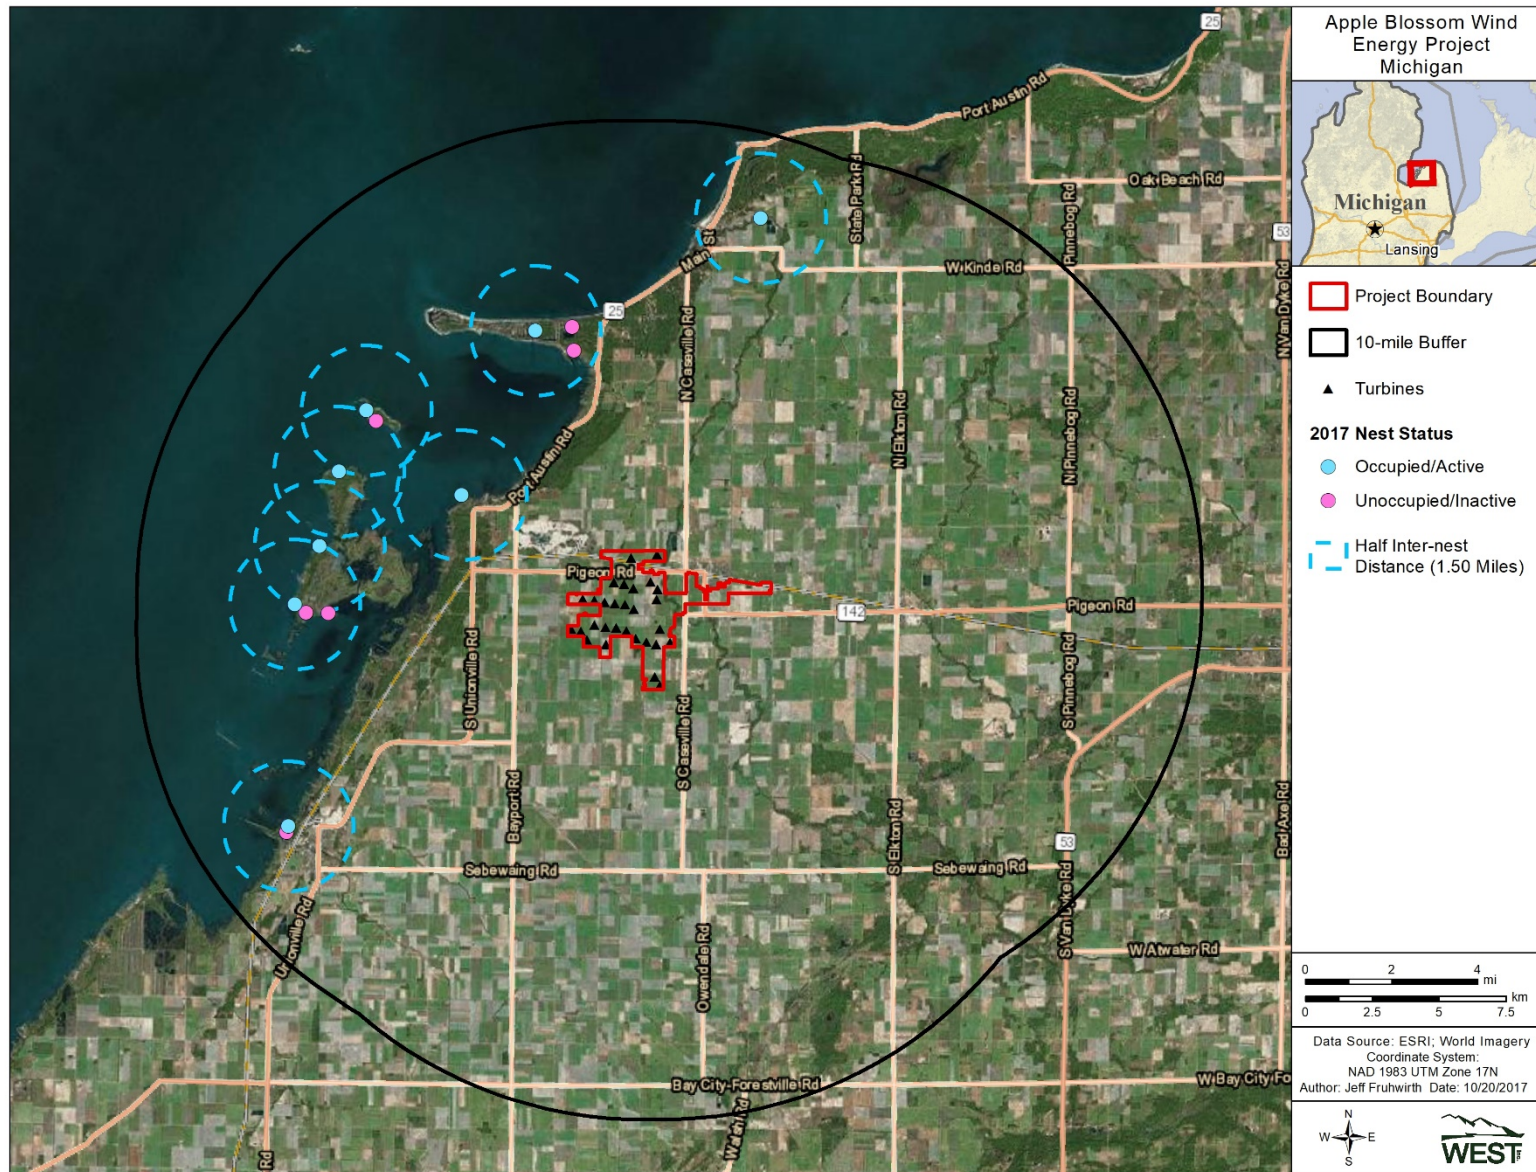 Apple Blossom Wind
Energy Project
Michigan
Michigan
Lansing
Project Boundary
10-mile Buffer
Turbines
2017 Nest Status
Occupied/Active
Unoccupied/Inactive
Half Inter-nest
Distance (1.50 Miles)
0 2 4 mi
km
0 2.5 5 7.5
Data Source: ESRI; World Imagery
Coordinate System:
NAD 1983 UTM Zone 17N
Author: Jeff Fruhwirth Date: 10/20/2017
N
W E
S
WEST
25
Port Austin Rd
State Park Rd
Oak Beach Rd
N Pinnebog Rd
53
Main St
W Kinde Rd
25
N Caseville Rd
N Van Dyke Rd
N Elkton Rd
N Pinnebog Rd
Port Austin Rd
Pigeon Rd
142
Pigeon Rd
S Unionville Rd
S Pinnebog Rd
S Caseville Rd
Bayport Rd
S Elkton Rd
Bad Axe Rd
53
Sebewaing Rd
Sebewaing Rd
Unionville Rd
Owendale Rd
S Van Dyke Rd
W Atwater Rd
Bay City-Forestville Rd
W Bay City-Fo
Walsh Rd
Rd